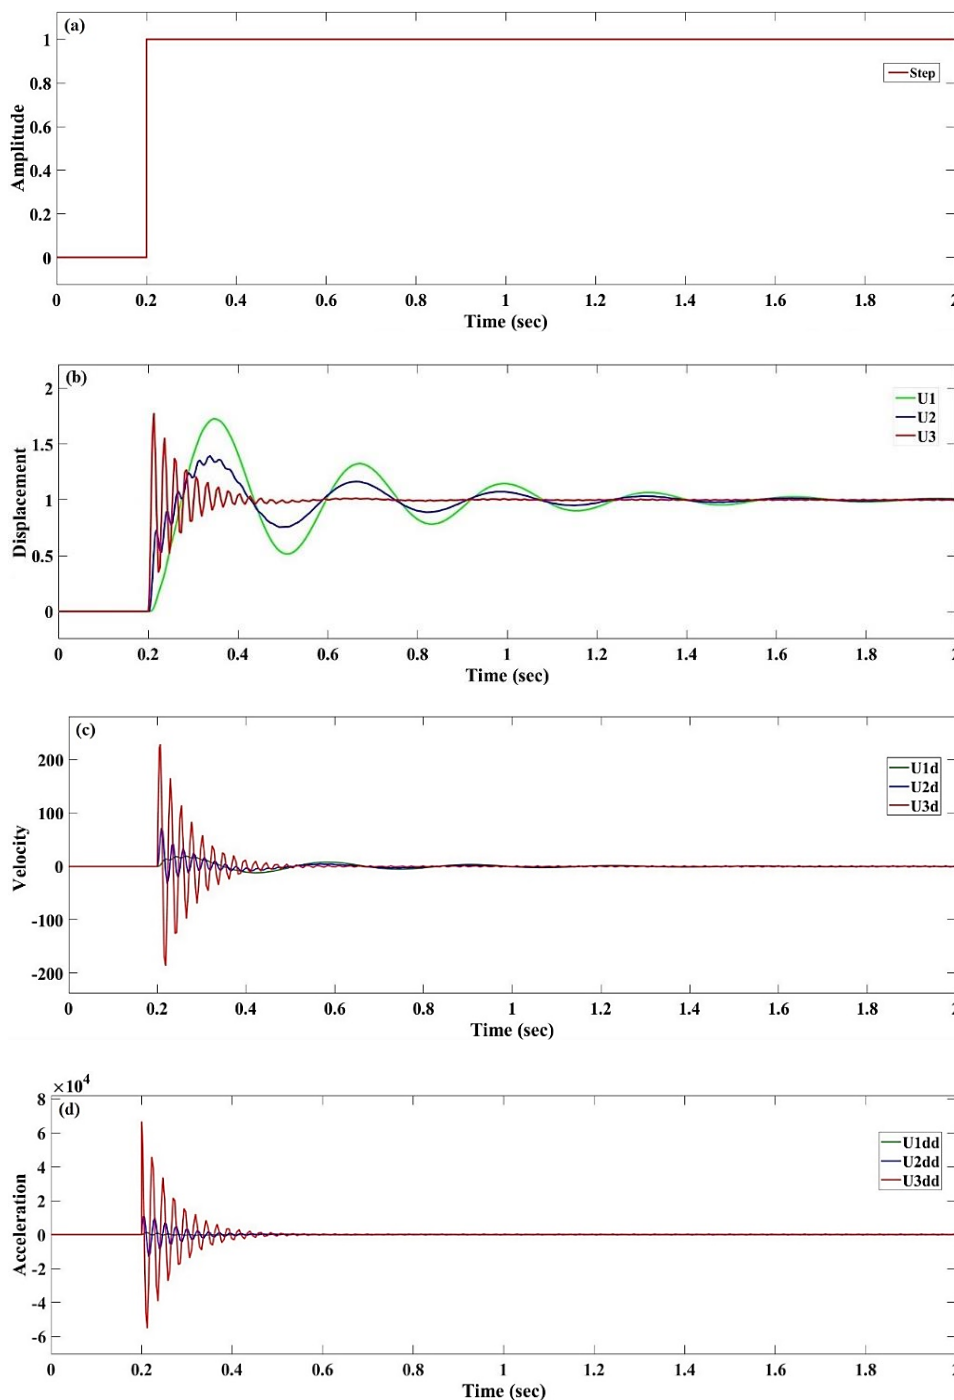 (a)
Amplitude
1
0.8
0.6
0.4
0.2
0
Step
0 0.2 0.4 0.6 0.8 1 1.2 1.4 1.6 1.8 2
Time (sec)
(b)
Displacement
2
1.5
1
0.5
0
U1
U2
U3
0 0.2 0.4 0.6 0.8 1 1.2 1.4 1.6 1.8 2
Time (sec)
(c)
Velocity
200
100
0
-100
-200
U1d
U2d
U3d
0 0.2 0.4 0.6 0.8 1 1.2 1.4 1.6 1.8 2
Time (sec)
×10⁴
(d)
Acceleration
8
6
4
2
0
-2
-4
-6
U1dd
U2dd
U3dd
0 0.2 0.4 0.6 0.8 1 1.2 1.4 1.6 1.8 2
Time (sec)